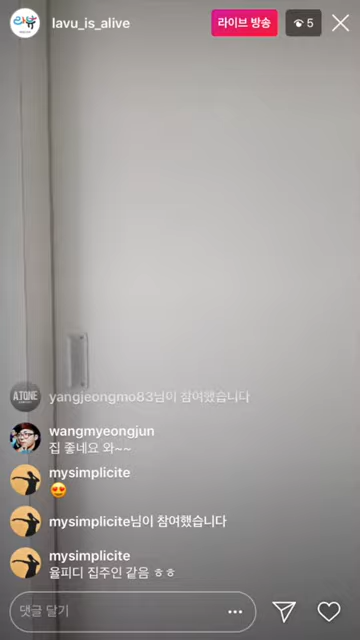 lavu_is_alive
라이브 방송
5
A.TONE
yangjeongmo83님이 참여했습니다
wangmyeongjun
집 좋네요 와~~
mysimplicite
😍
mysimplicite님이 참여했습니다
mysimplicite
율피디 집주인 같음 ㅎㅎ
댓글 달기